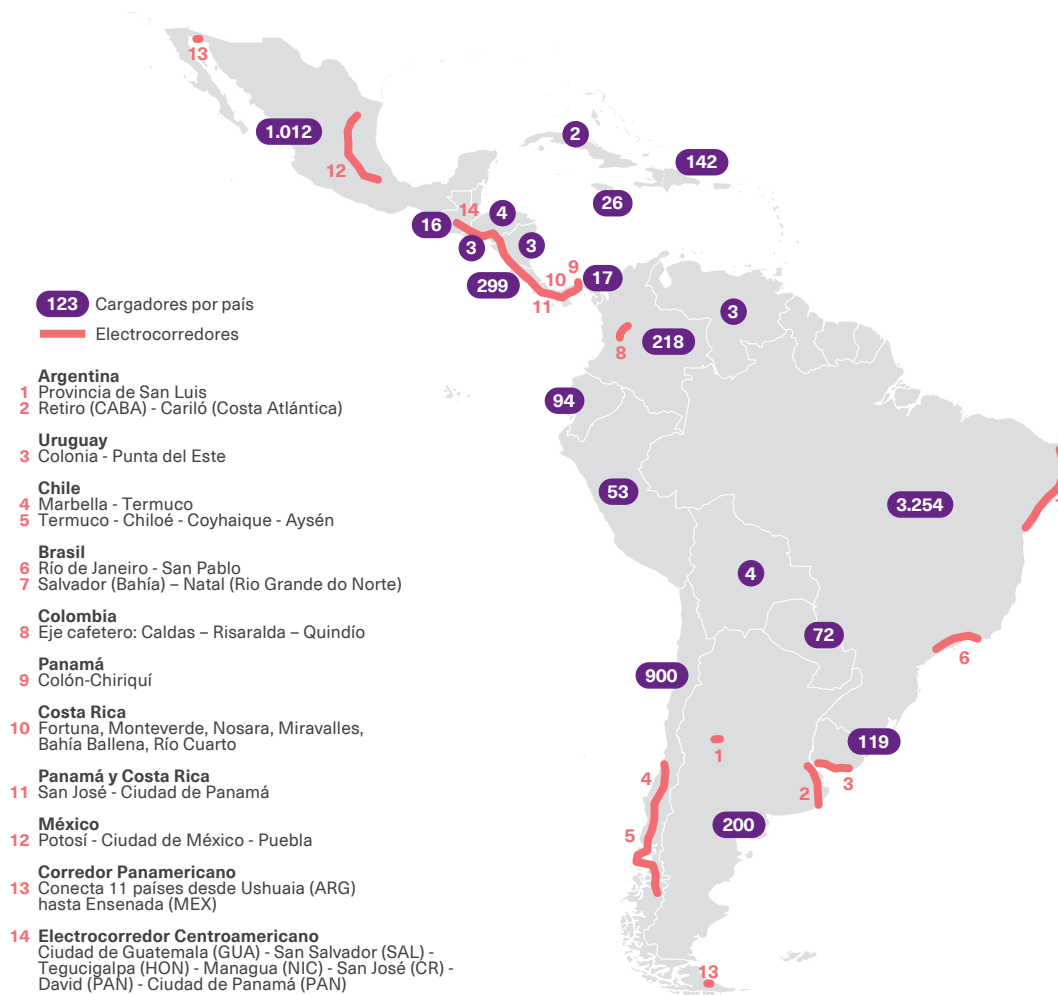 13
1.012
2
142
12
26
14
4
16
3
3
9
299
10
17
11
123 Cargadores por país
3
Electrocorredores
218
8
Argentina
1 Provincia de San Luis
2 Retiro (CABA) - Cariló (Costa Atlántica)
94
Uruguay
3 Colonia - Punta del Este
Chile
4 Marbella - Termuco
5 Termuco - Chiloé - Coyhaique - Aysén
53
3.254
Brasil
6 Río de Janeiro - San Pablo
7 Salvador (Bahía) – Natal (Rio Grande do Norte)
4
Colombia
8 Eje cafetero: Caldas – Risaralda – Quindío
72
6
Panamá
9 Colón-Chiriquí
900
Costa Rica
10 Fortuna, Monteverde, Nosara, Miravalles,
Bahía Ballena, Río Cuarto
119
1
Panamá y Costa Rica
11 San José - Ciudad de Panamá
4
2
3
México
12 Potosí - Ciudad de México - Puebla
5
200
Corredor Panamericano
13 Conecta 11 países desde Ushuaia (ARG)
hasta Ensenada (MEX)
14 Electrocorredor Centroamericano
Ciudad de Guatemala (GUA) - San Salvador (SAL) -
Tegucigalpa (HON) - Managua (NIC) - San José (CR) -
David (PAN) - Ciudad de Panamá (PAN)
13